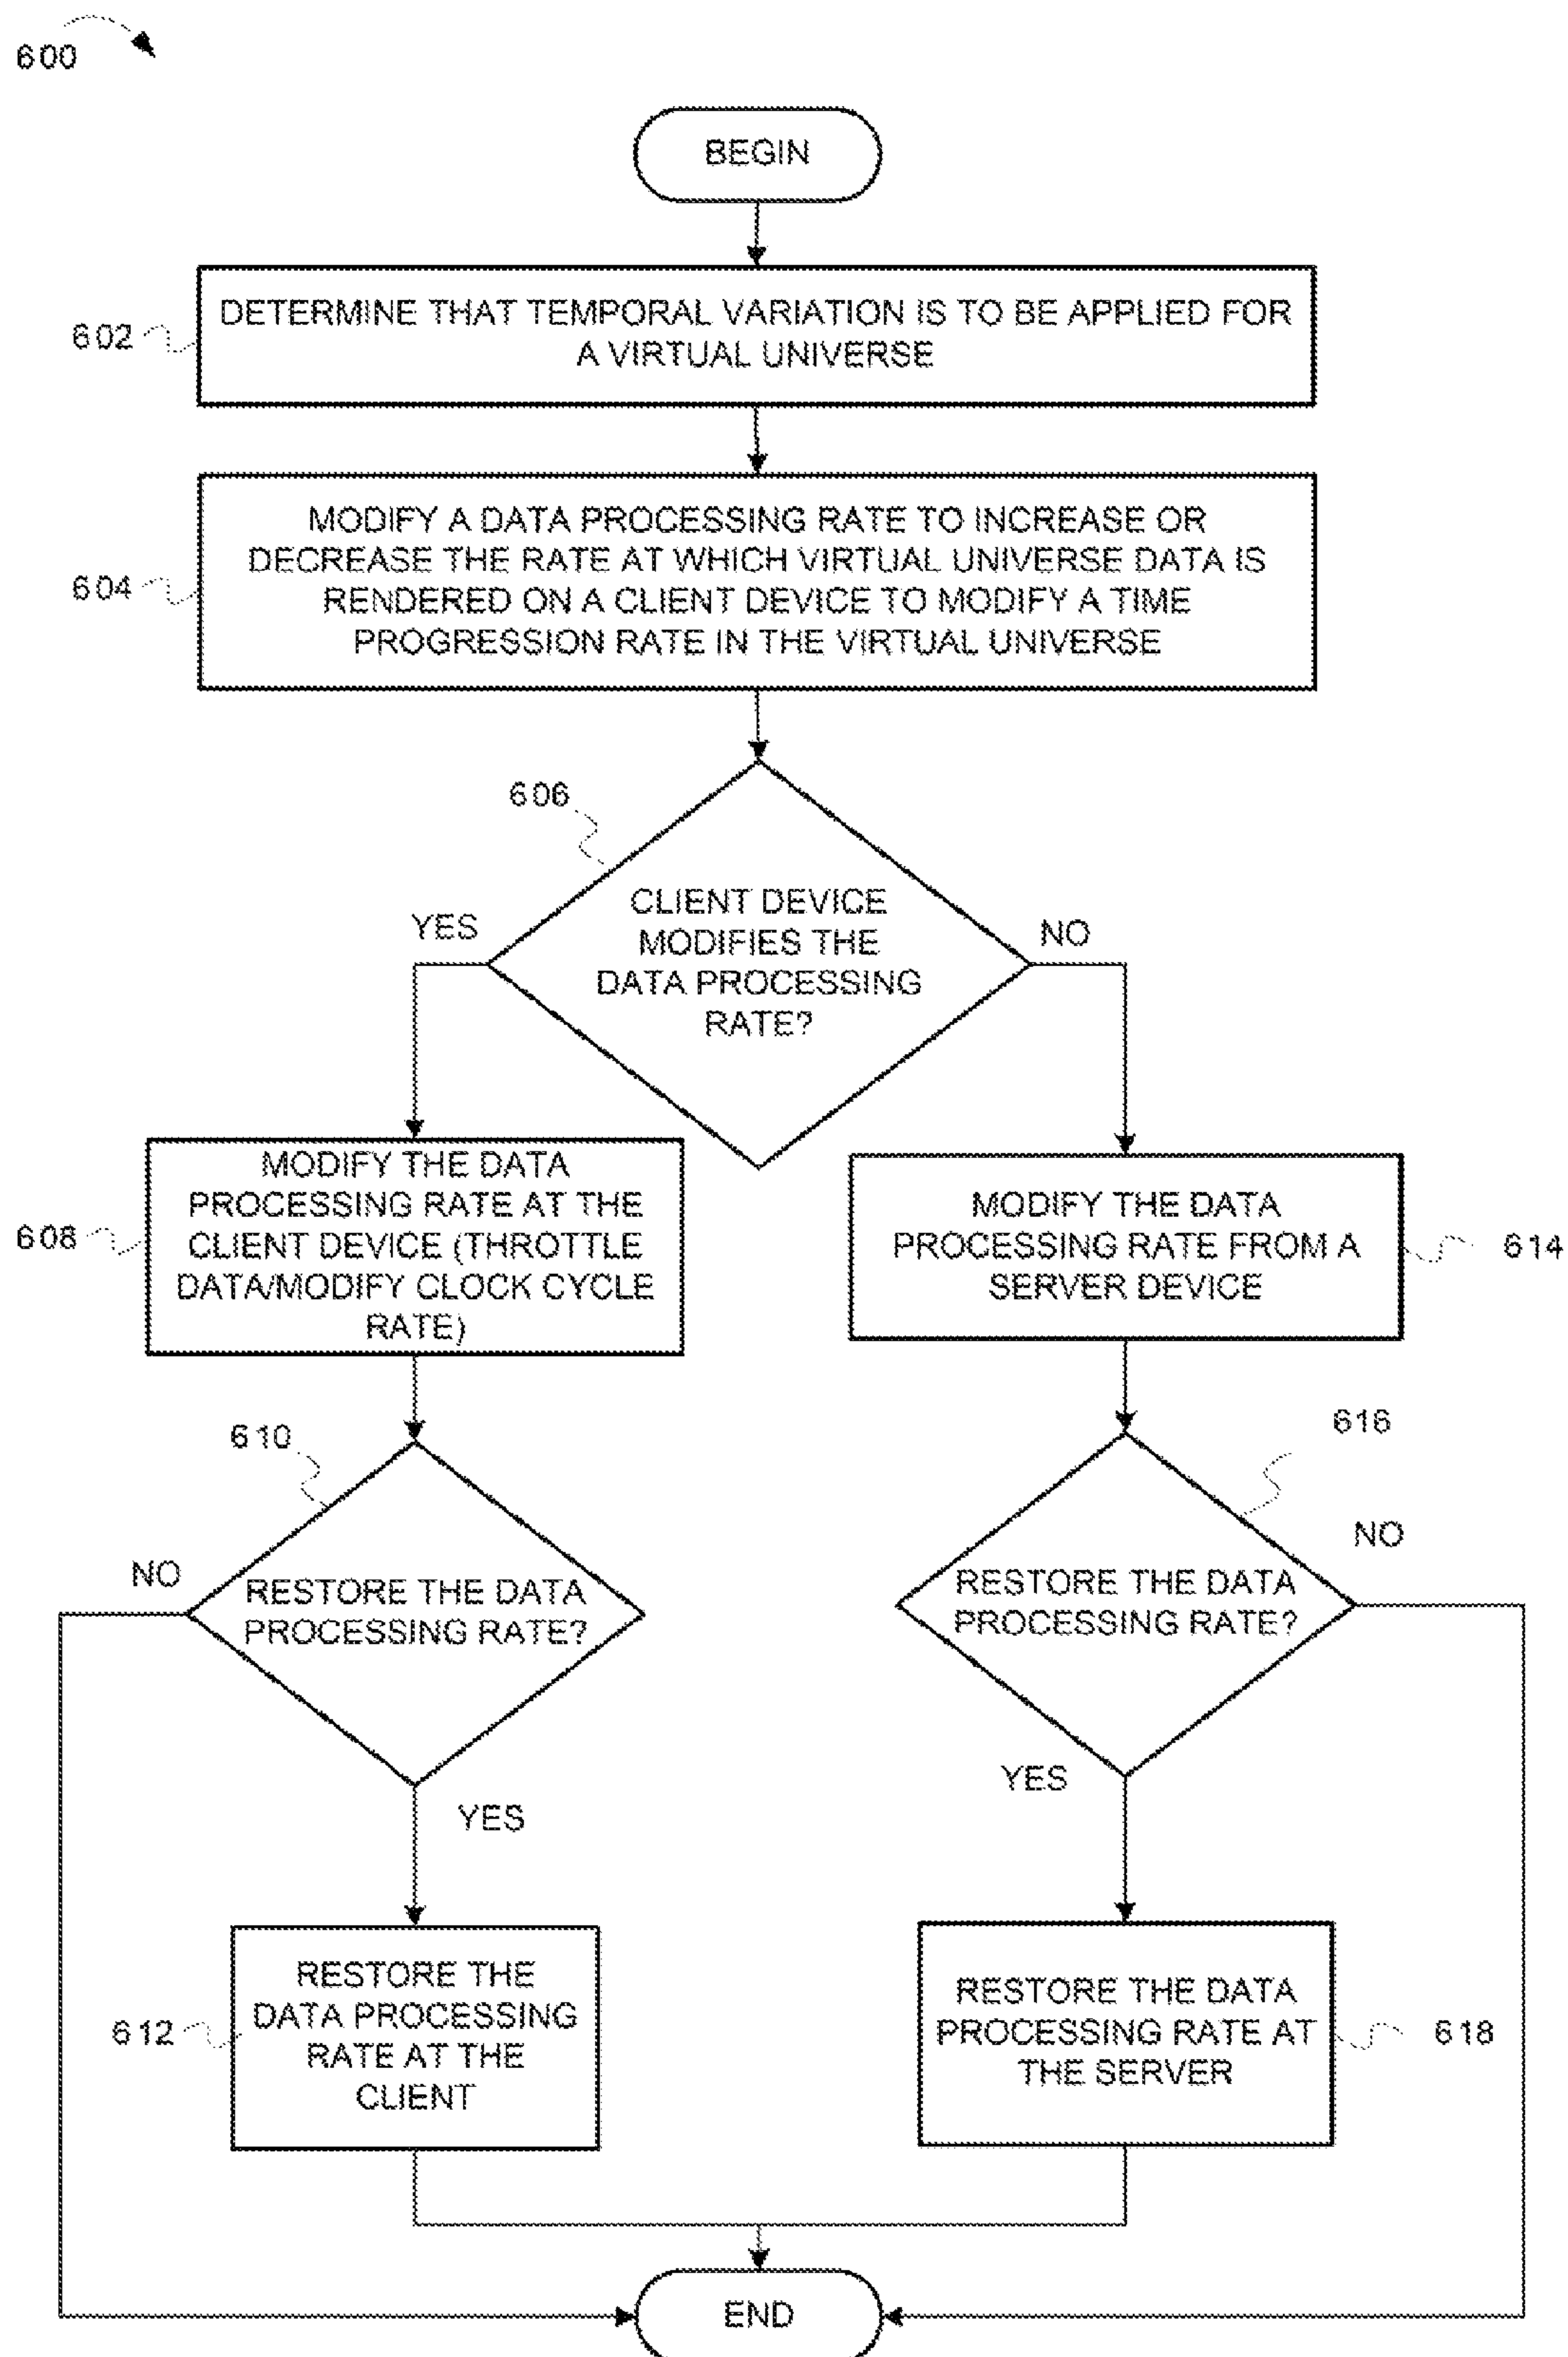 600
BEGIN
602
DETERMINE THAT TEMPORAL VARIATION IS TO BE APPLIED FOR
A VIRTUAL UNIVERSE
604
MODIFY A DATA PROCESSING RATE TO INCREASE OR
DECREASE THE RATE AT WHICH VIRTUAL UNIVERSE DATA IS
RENDERED ON A CLIENT DEVICE TO MODIFY A TIME
PROGRESSION RATE IN THE VIRTUAL UNIVERSE
606
CLIENT DEVICE
MODIFIES THE
DATA PROCESSING
RATE?
YES
NO
608
MODIFY THE DATA
PROCESSING RATE AT THE
CLIENT DEVICE (THROTTLE
DATA/MODIFY CLOCK CYCLE
RATE)
MODIFY THE DATA
PROCESSING RATE FROM A
SERVER DEVICE
614
610
NO
RESTORE THE DATA
PROCESSING RATE?
YES
616
NO
RESTORE THE DATA
PROCESSING RATE?
YES
612
RESTORE THE
DATA PROCESSING
RATE AT THE
CLIENT
RESTORE THE DATA
PROCESSING RATE AT
THE SERVER
618
END